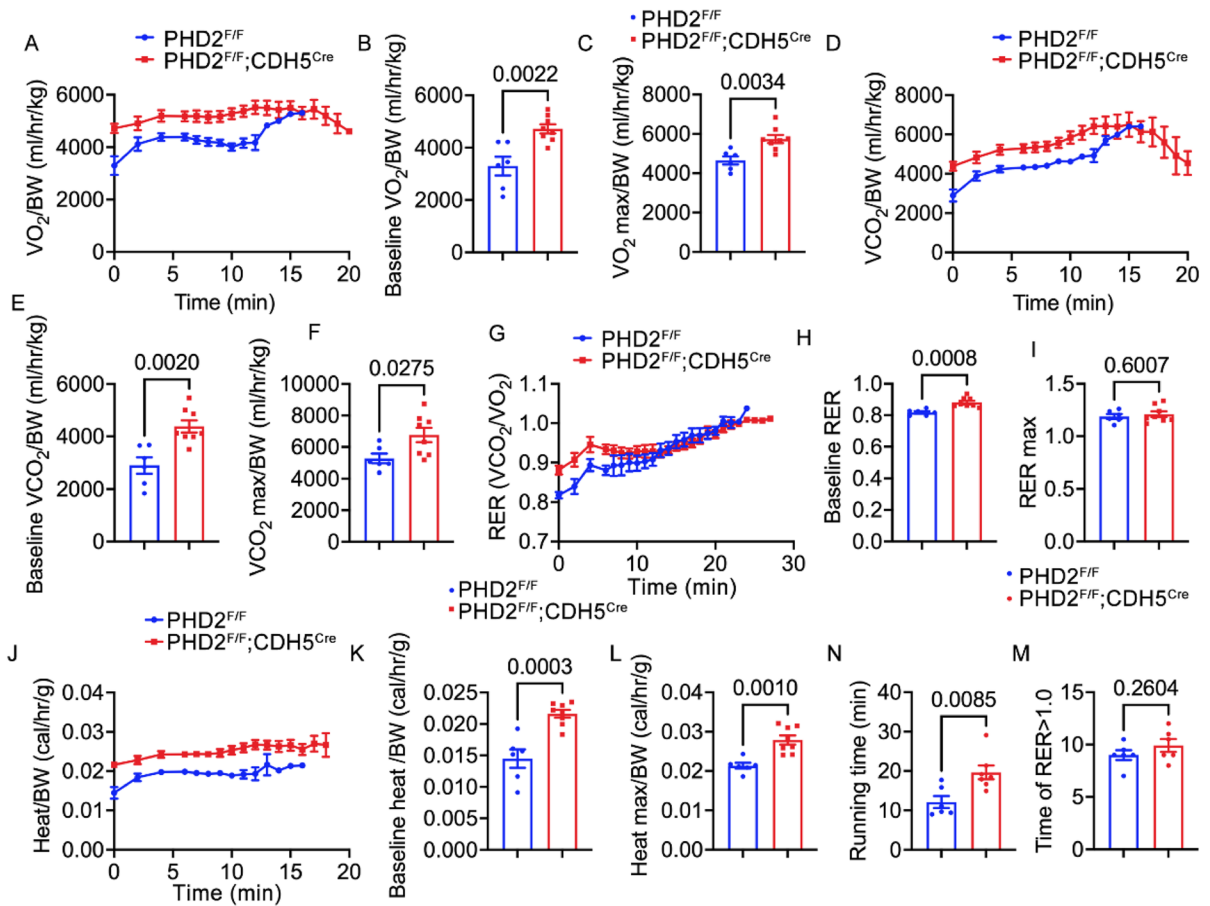 A
PHD2F/F
PHD2F/F;CDH5Cre
VO2/BW (ml/hr/kg)
6000
4000
2000
0
0 5 10 15 20
Time (min)
B
0.0022
Baseline VO2/BW (ml/hr/kg)
6000
4000
2000
0
C
PHD2F/F
PHD2F/F;CDH5Cre
0.0034
VO2 max/BW (ml/hr/kg)
8000
6000
4000
2000
0
D
PHD2F/F
PHD2F/F;CDH5Cre
VCO2/BW (ml/hr/kg)
8000
6000
4000
2000
0
0 5 10 15 20
Time (min)
E
0.0020
Baseline VCO2/BW (ml/hr/kg)
6000
4000
2000
0
F
0.0275
VCO2 max/BW (ml/hr/kg)
10000
8000
6000
4000
2000
0
G
PHD2F/F
PHD2F/F;CDH5Cre
RER (VCO2/VO2)
1.1
1.0
0.9
0.8
0.7
0 10 20 30
Time (min)
H
0.0008
Baseline RER
1.0
0.8
0.6
0.4
0.2
0.0
I
0.6007
RER max
1.5
1.0
0.5
0.0
J
PHD2F/F
PHD2F/F;CDH5Cre
Heat/BW (cal/hr/g)
0.04
0.03
0.02
0.01
0.00
0 5 10 15 20
Time (min)
K
PHD2F/F
PHD2F/F;CDH5Cre
0.0003
Baseline heat /BW (cal/hr/g)
0.025
0.020
0.015
0.010
0.005
0.000
L
0.0010
Heat max/BW (cal/hr/g)
0.04
0.03
0.02
0.01
0.00
N
0.0085
Running time (min)
40
30
20
10
0
M
PHD2F/F
PHD2F/F;CDH5Cre
0.2604
Time of RER>1.0
15
10
5
0